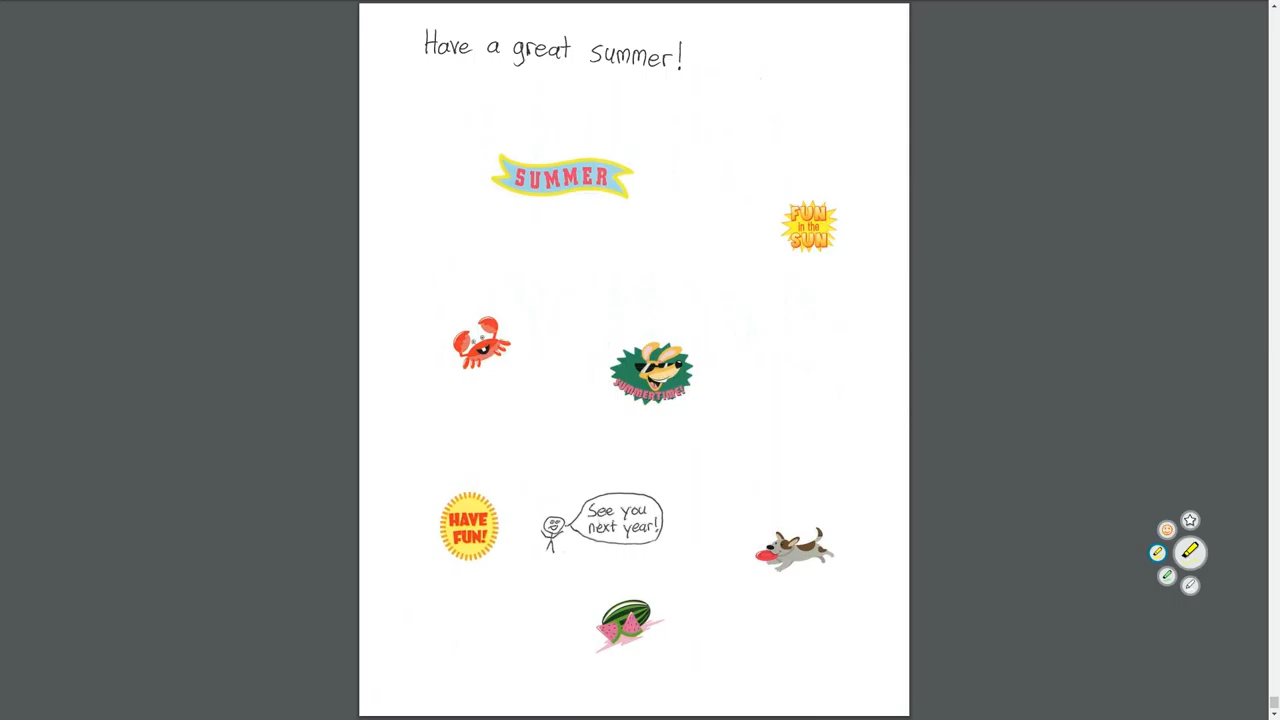 Have a great summer!
SUMMER
FUN
in the
SUN
SUMMERTIME!
HAVE
FUN!
See you
next year!